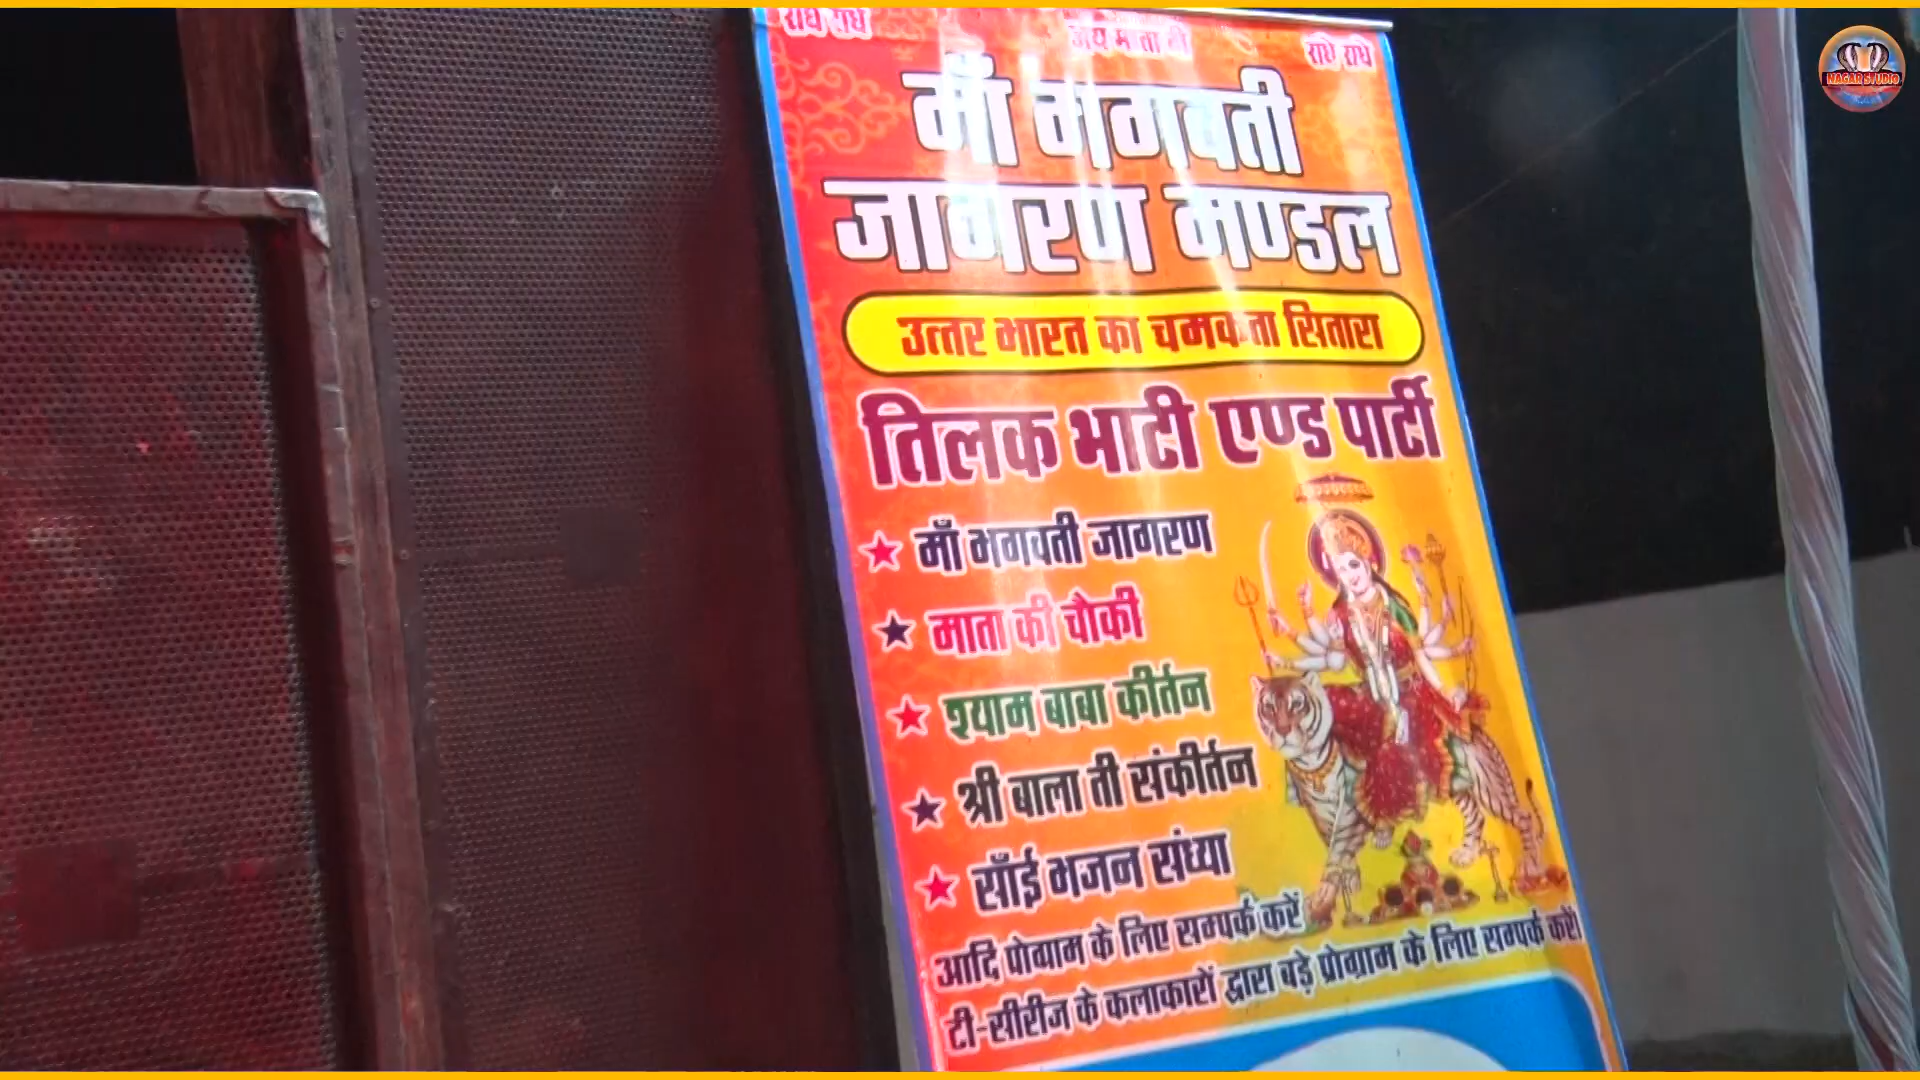 राधे राधे
जय माता दी
राधे राधे
NAGAR STUDIO
माँ भगवती
जागरण मण्डल
उत्तर भारत का चमकता सितारा
तिलक भाटी एण्ड पार्टी
माँ भगवती जागरण
माता की चौकी
श्याम बाबा कीर्तन
श्री बाला ती संकीर्तन
साँई भजन संध्या
आदि पोग्राम के लिए सम्पर्क करें
टी-सीरीज के कलाकारों द्वारा बड़े प्रोग्राम के लिए सम्पर्क करें।